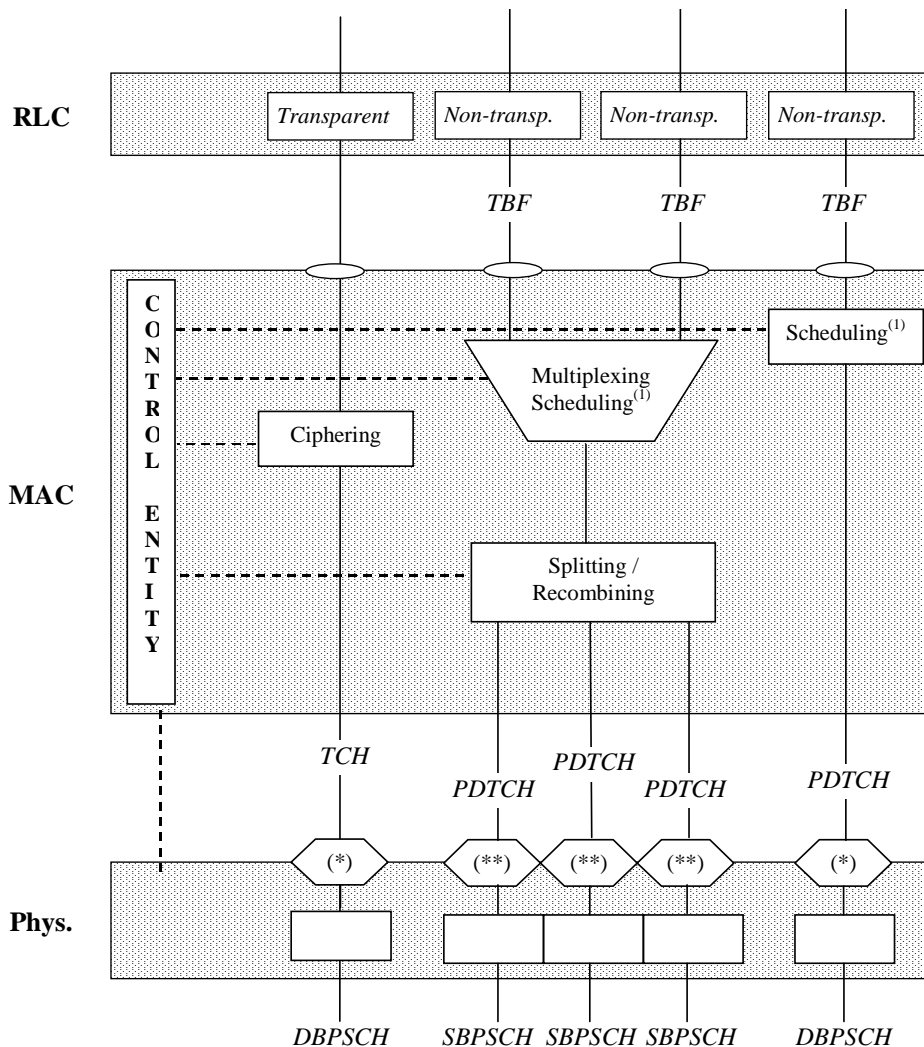 RLC
Transparent
Non-transp.
Non-transp.
Non-transp.
TBF
TBF
TBF
MAC
CONTROL ENTITY
Scheduling(1)
Multiplexing
Scheduling(1)
Ciphering
Splitting /
Recombining
TCH
PDTCH
PDTCH
PDTCH
PDTCH
Phys.
(*)
(**)
(**)
(**)
(*)
DBPSCH
SBPSCH
SBPSCH
SBPSCH
DBPSCH